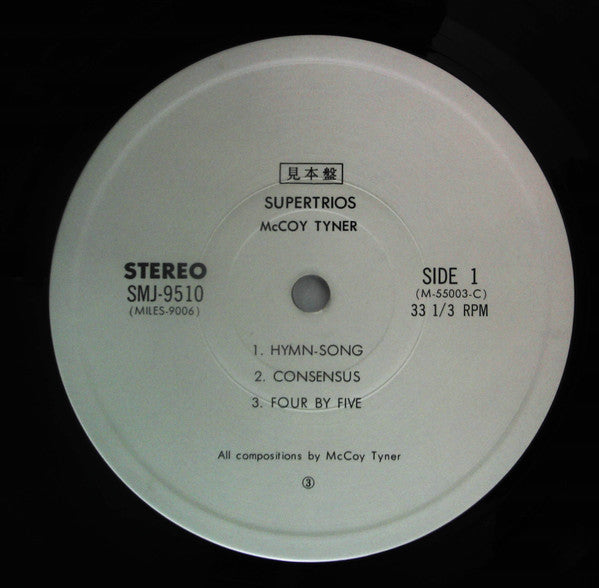 見本盤
SUPERTRIOS
McCOY TYNER
STEREO
SMJ-9510
(MILES-9006)
SIDE 1
(M-55003-C)
33 1/3 RPM
1. HYMN-SONG
2. CONSENSUS
3. FOUR BY FIVE
All compositions by McCoy Tyner
③